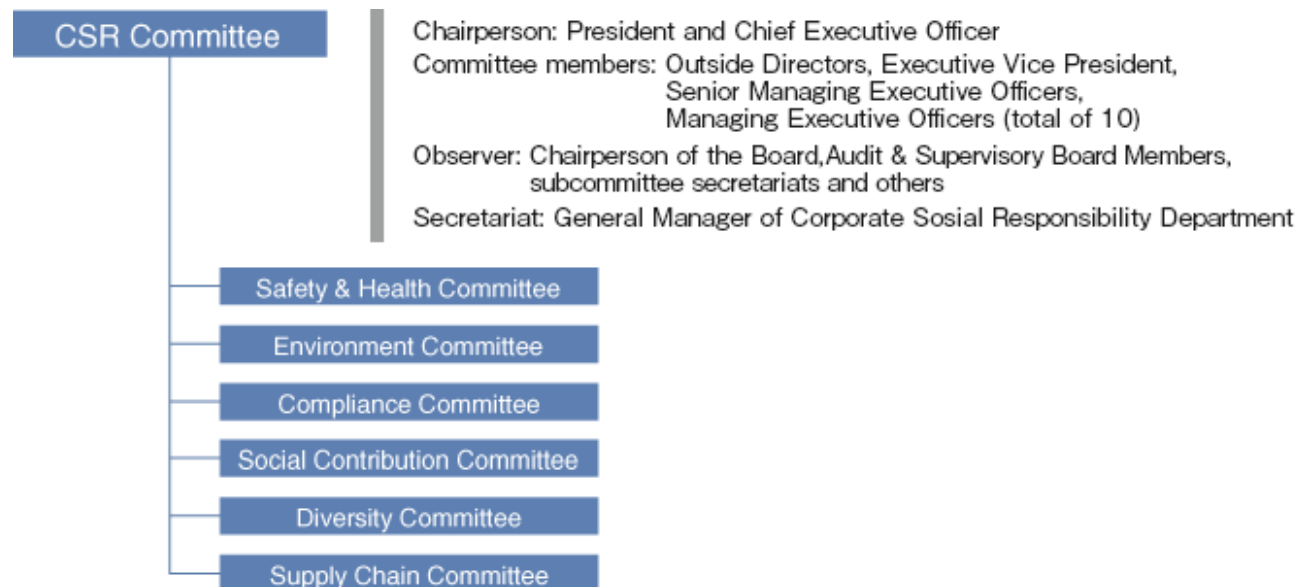 CSR Committee
Chairperson: President and Chief Executive Officer
Committee members: Outside Directors, Executive Vice President,
Senior Managing Executive Officers,
Managing Executive Officers (total of 10)
Observer: Chairperson of the Board,Audit & Supervisory Board Members,
subcommittee secretariats and others
Secretariat: General Manager of Corporate Sosial Responsibility Department
Safety & Health Committee
Environment Committee
Compliance Committee
Social Contribution Committee
Diversity Committee
Supply Chain Committee